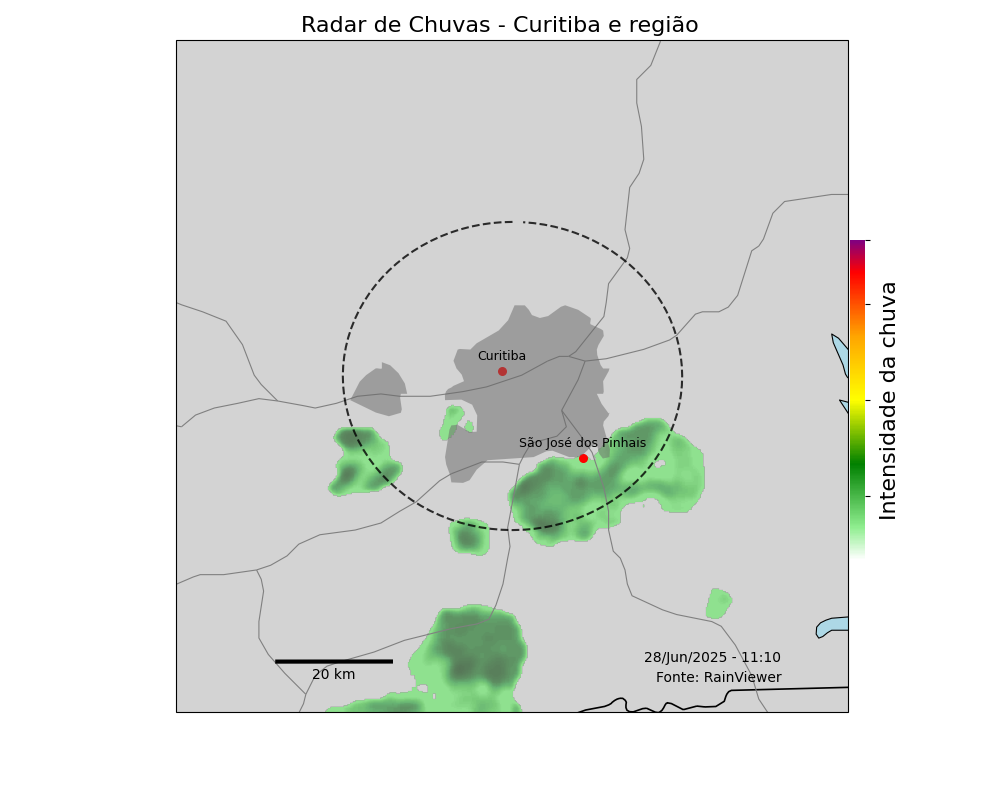 Radar de Chuvas - Curitiba e região
Curitiba
São José dos Pinhais
Intensidade da chuva
28/Jun/2025 - 11:10
20 km
Fonte: RainViewer